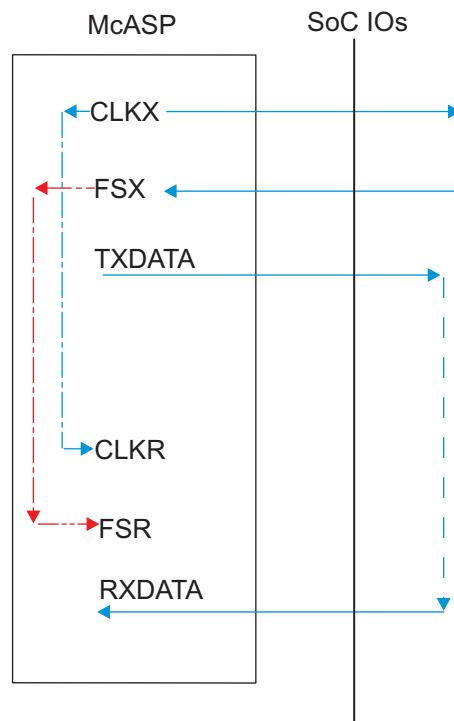 McASP
SoC IOs
CLKX
FSX
TXDATA
CLKR
FSR
RXDATA